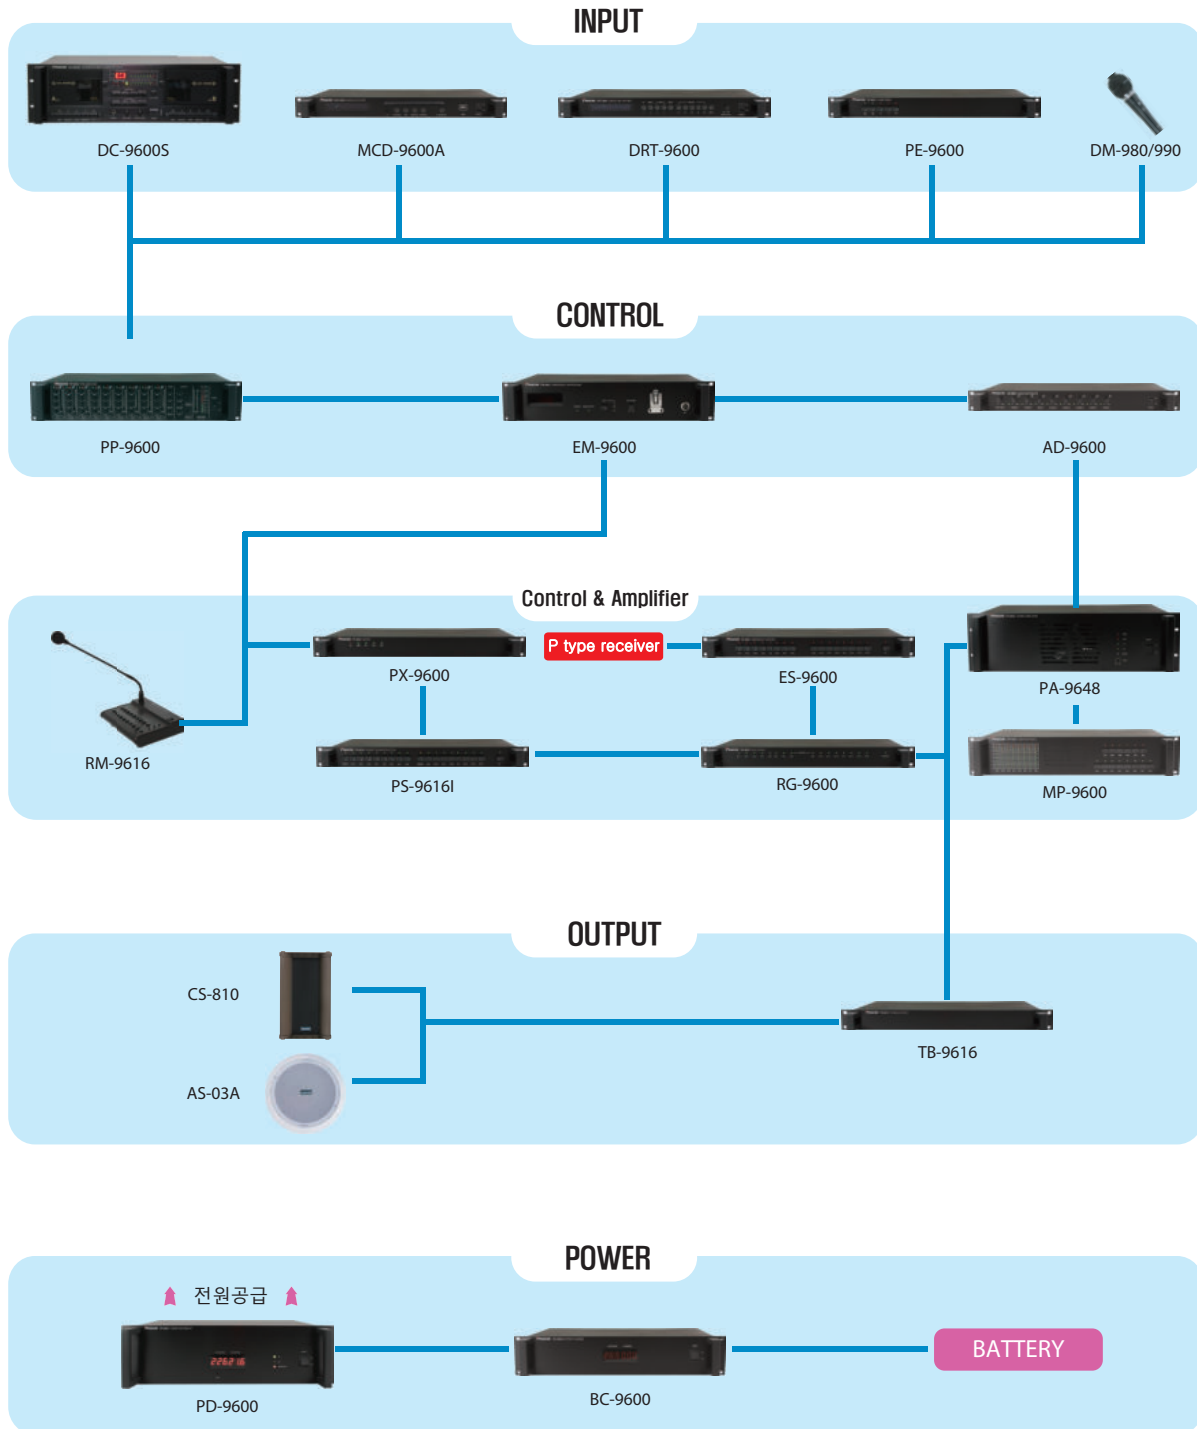 INPUT
DC-9600S
MCD-9600A
DRT-9600
PE-9600
DM-980/990
CONTROL
PP-9600
EM-9600
AD-9600
Control & Amplifier
P type receiver
PX-9600
ES-9600
PA-9648
RM-9616
PS-9616I
RG-9600
MP-9600
OUTPUT
CS-810
TB-9616
AS-03A
POWER
전원공급
BATTERY
PD-9600
BC-9600